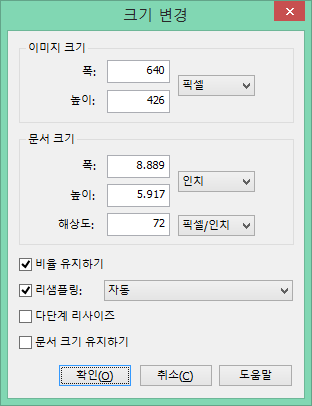 크기 변경
이미지 크기
폭: 640
높이: 426
픽셀
문서 크기
폭: 8.889
높이: 5.917
인치
해상도: 72 픽셀/인치
비율 유지하기
리샘플링: 자동
다단계 리사이즈
문서 크기 유지하기
확인(O) 취소(C) 도움말